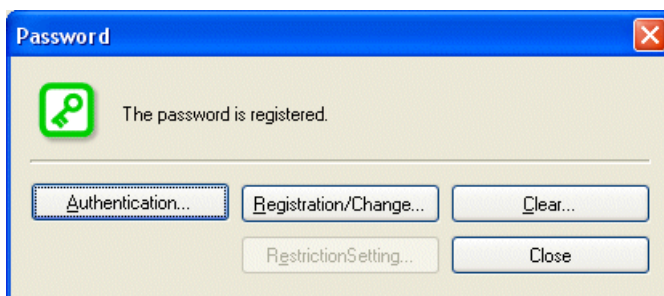 Password
The password is registered.
Authentication... Registration/Change... Clear...
RestrictionSetting... Close